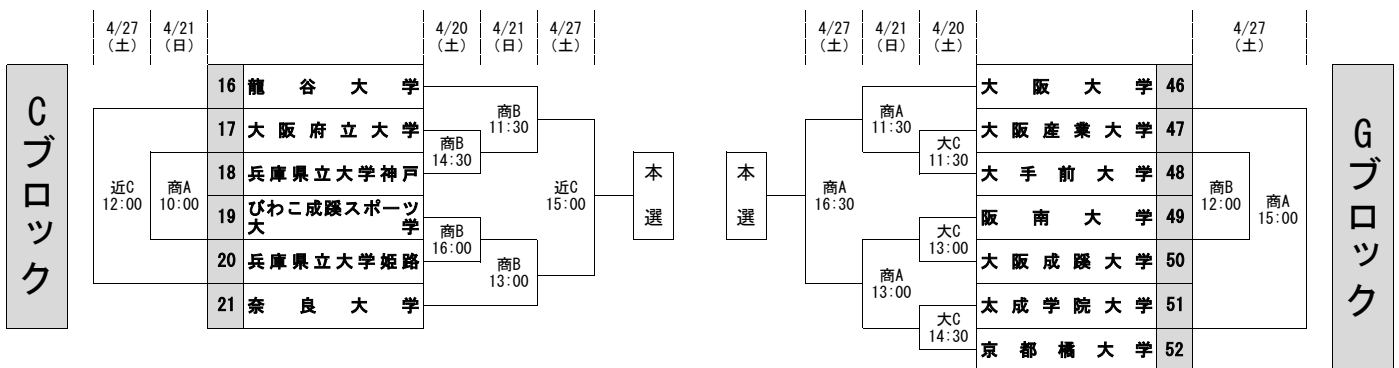 4/27 4/21 4/20 4/21 4/27 4/27 4/21 4/20 4/27
(土) (日) (土) (日) (土) (土) (日) (土) (土)
Cブロック
16 龍谷大学
17 大阪府立大学
18 兵庫県立大学神戸
19 びわこ成蹊スポーツ
大学
20 兵庫県立大学姫路
21 奈良大学
近C
12:00
商A
10:00
商B
14:30
商B
16:00
商B
11:30
商B
13:00
近C
15:00
本選
本選
商A
16:30
商A
11:30
商A
13:00
大C
11:30
大C
13:00
大C
14:30
大阪大学 46
大阪産業大学 47
大手前大学 48
阪南大学 49
大阪成蹊大学 50
太成学院大学 51
京都橘大学 52
商B
12:00
商A
15:00
Gブロック